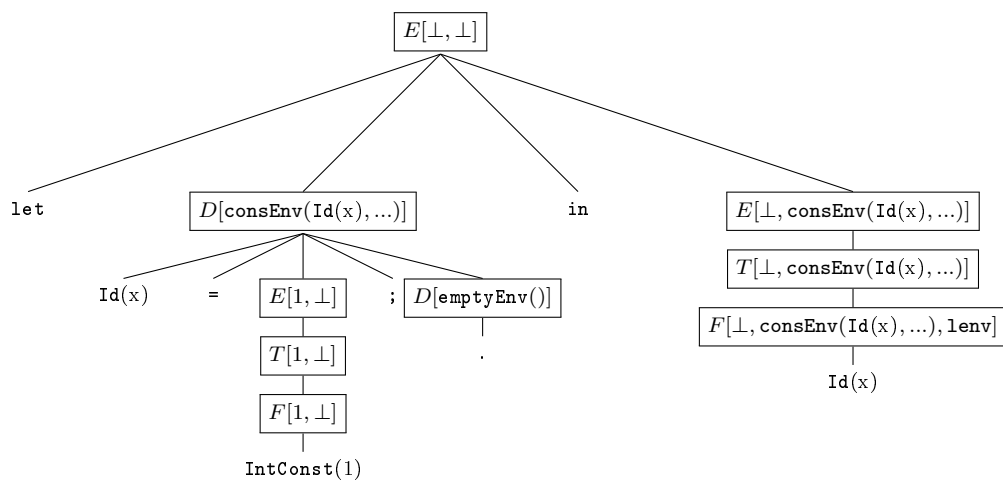 E[⊥, ⊥]
let D[consEnv(Id(x), ...)] in E[⊥, consEnv(Id(x), ...)]
T[⊥, consEnv(Id(x), ...)]
Id(x) = E[1, ⊥] ; D[emptyEnv()]
F[⊥, consEnv(Id(x), ...), lenv]
T[1, ⊥] .
Id(x)
F[1, ⊥]
IntConst(1)